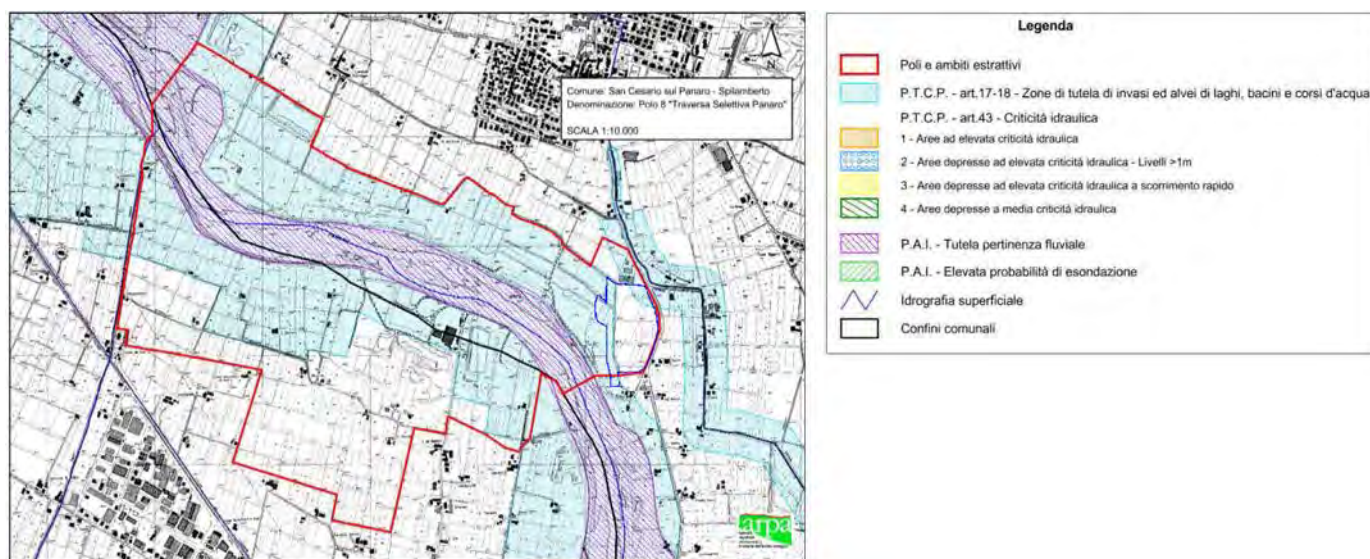 Comune: San Cesario sul Panaro - Spilamberto
Denominazione: Polo 8 "Traversa Selettiva Panaro"
SCALA 1:10.000
N
arpa
Legenda
Poli e ambiti estrattivi
P.T.C.P. - art.17-18 - Zone di tutela di invasi ed alvei di laghi, bacini e corsi d'acqua
P.T.C.P. - art.43 - Criticità idraulica
1 - Aree ad elevata criticità idraulica
2 - Aree depresse ad elevata criticità idraulica - Livelli >1m
3 - Aree depresse ad elevata criticità idraulica a scorrimento rapido
4 - Aree depresse a media criticità idraulica
P.A.I. - Tutela pertinenza fluviale
P.A.I. - Elevata probabilità di esondazione
Idrografia superficiale
Confini comunali